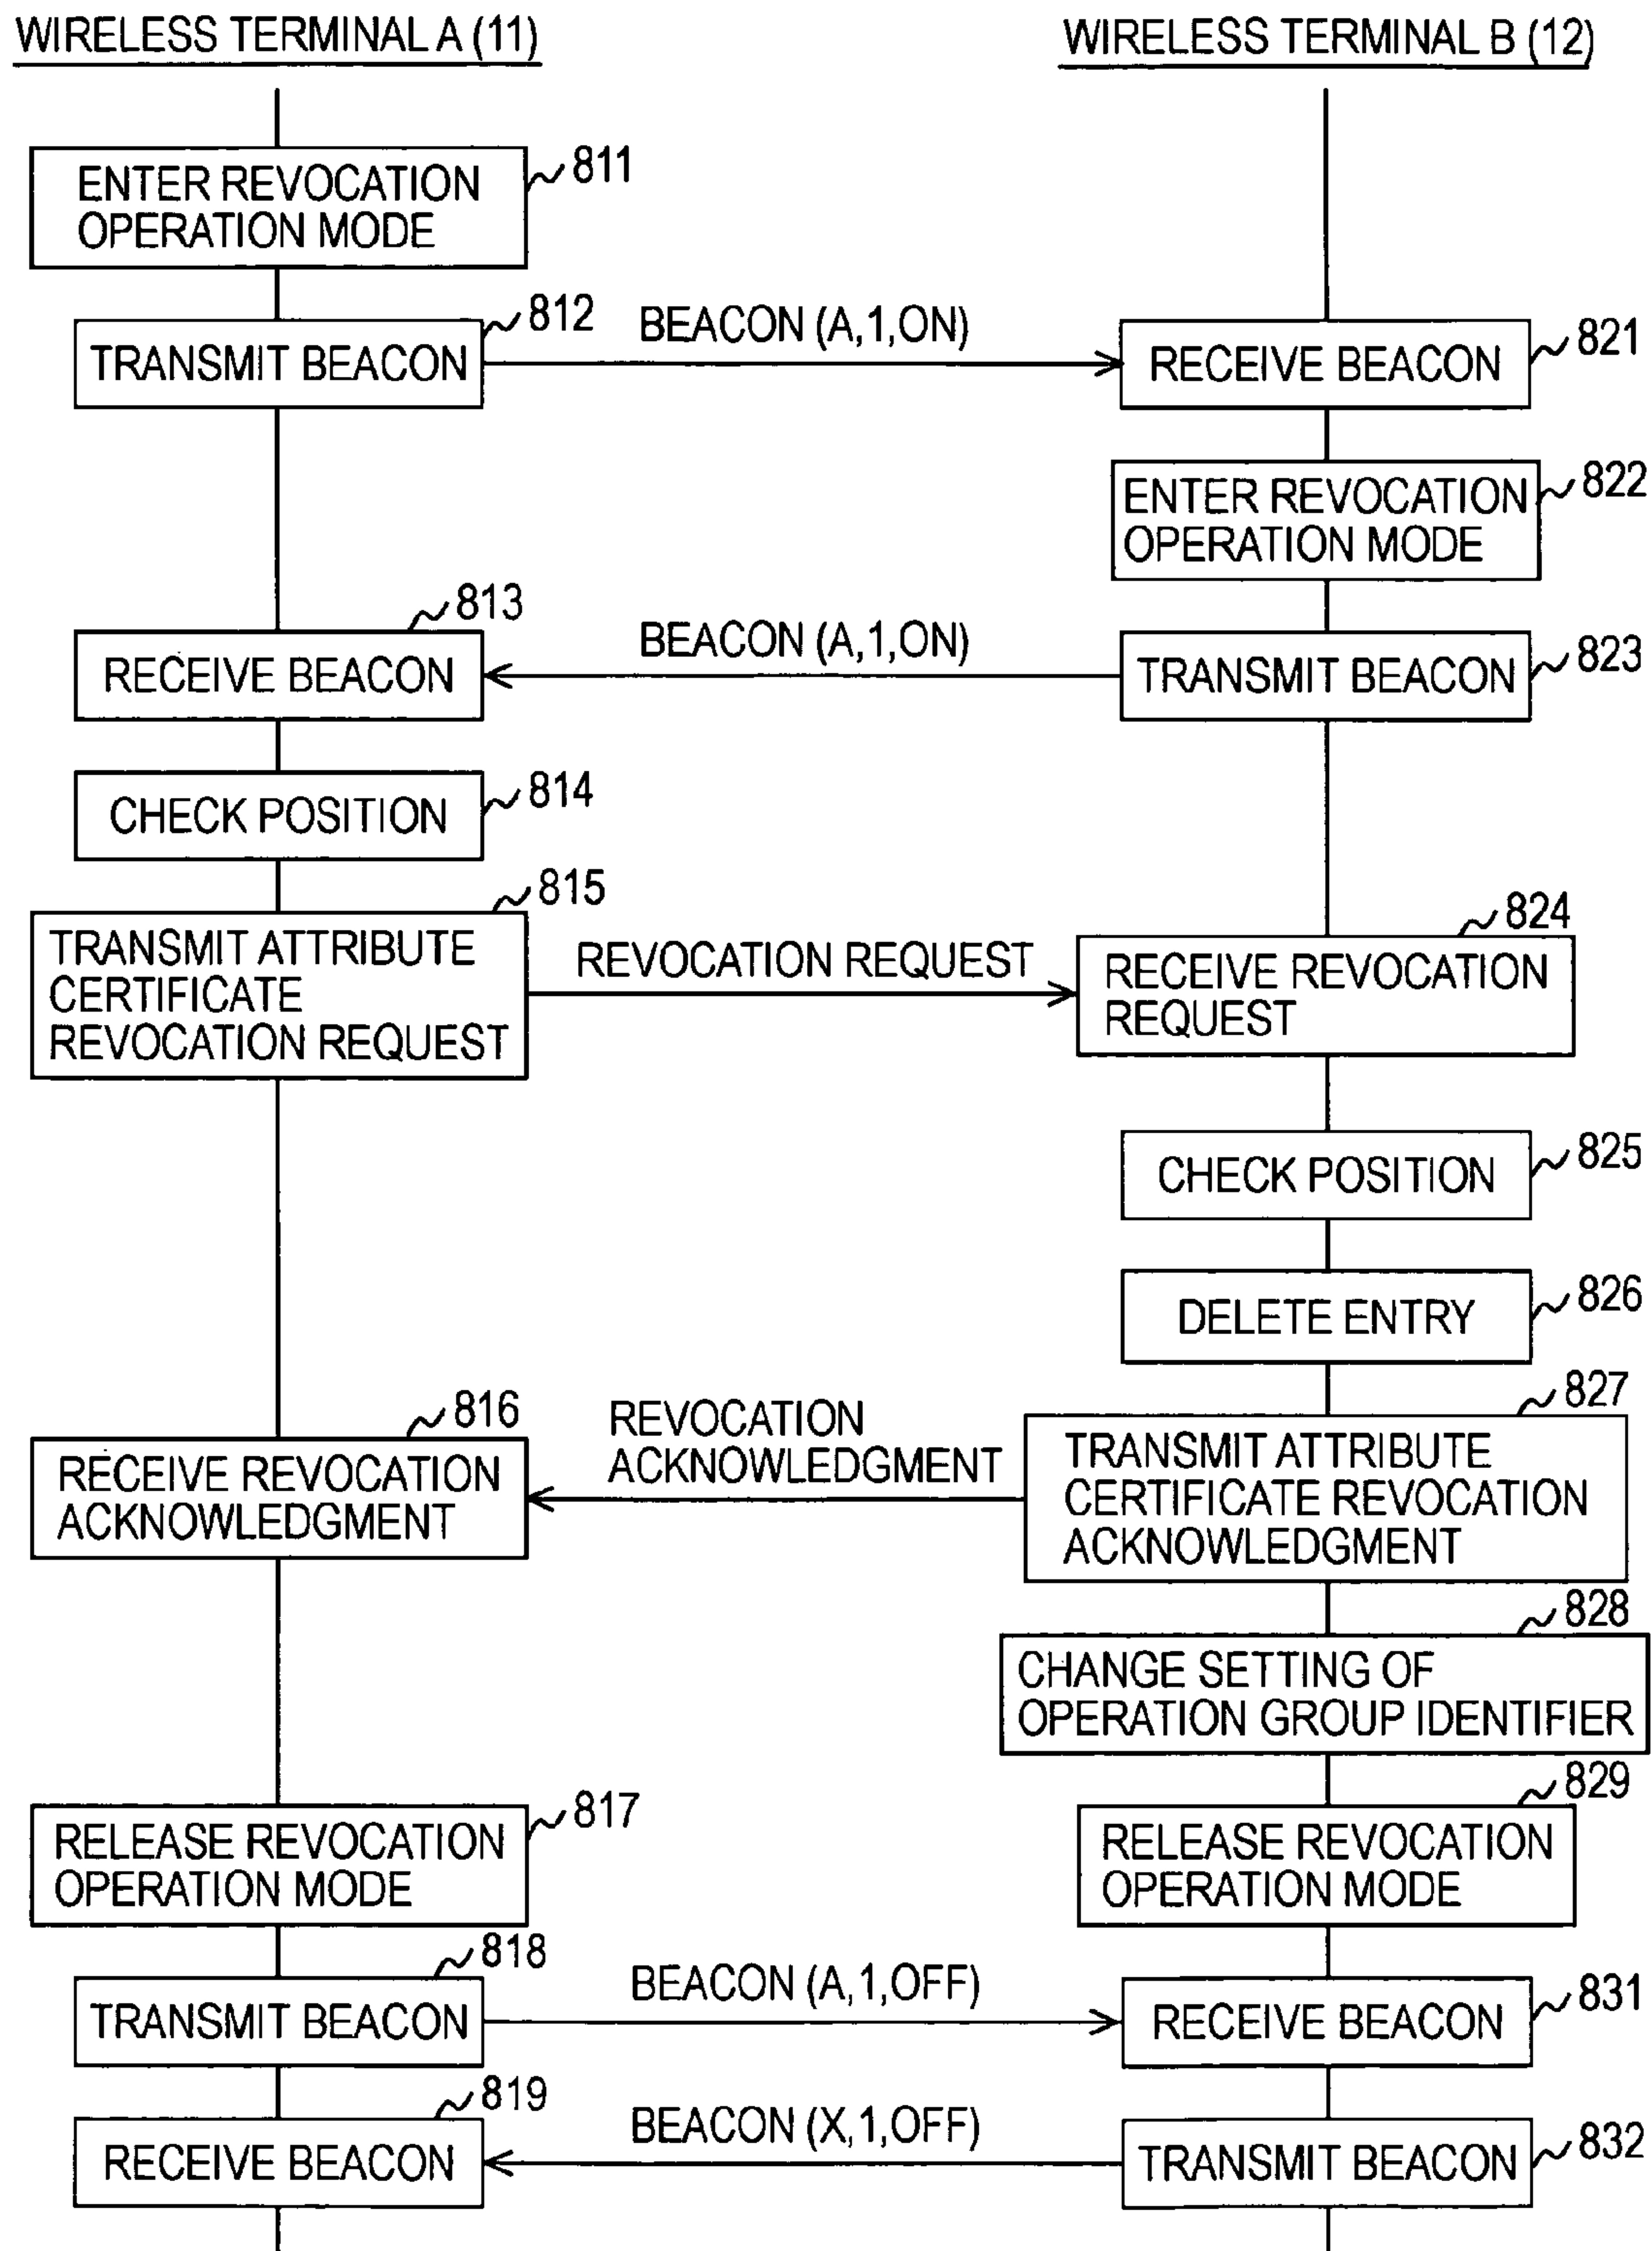 WIRELESS TERMINAL A (11)
WIRELESS TERMINAL B (12)
ENTER REVOCATION
OPERATION MODE
811
TRANSMIT BEACON
812
BEACON (A,1,ON)
RECEIVE BEACON
821
ENTER REVOCATION
OPERATION MODE
822
813
RECEIVE BEACON
BEACON (A,1,ON)
TRANSMIT BEACON
823
CHECK POSITION
814
815
TRANSMIT ATTRIBUTE
CERTIFICATE
REVOCATION REQUEST
REVOCATION REQUEST
824
RECEIVE REVOCATION
REQUEST
CHECK POSITION
825
DELETE ENTRY
826
816
RECEIVE REVOCATION
ACKNOWLEDGMENT
REVOCATION
ACKNOWLEDGMENT
827
TRANSMIT ATTRIBUTE
CERTIFICATE REVOCATION
ACKNOWLEDGMENT
828
CHANGE SETTING OF
OPERATION GROUP IDENTIFIER
817
RELEASE REVOCATION
OPERATION MODE
829
RELEASE REVOCATION
OPERATION MODE
818
TRANSMIT BEACON
BEACON (A,1,OFF)
RECEIVE BEACON
831
819
RECEIVE BEACON
BEACON (X,1,OFF)
TRANSMIT BEACON
832